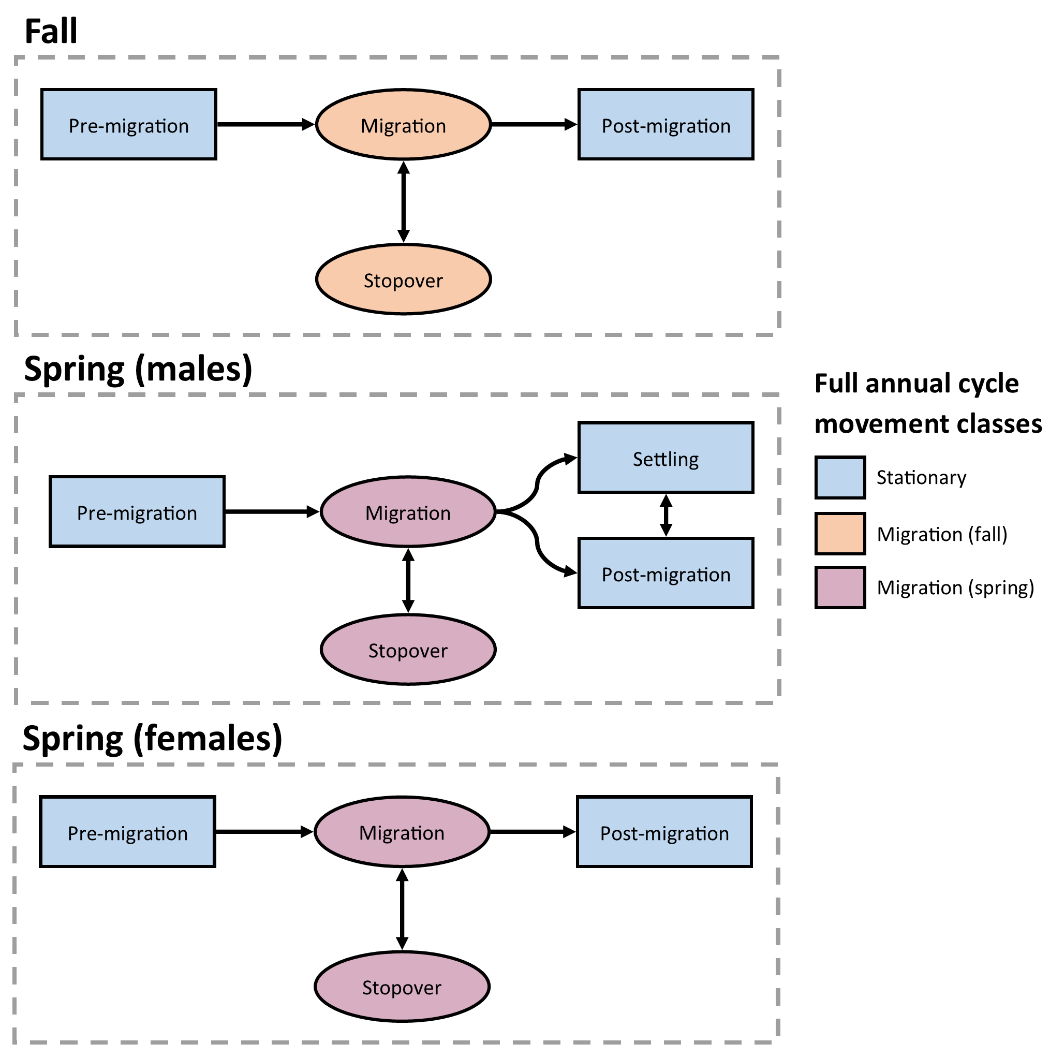 Fall
Pre-migration
Migration
Post-migration
Stopover
Spring (males)
Pre-migration
Migration
Settling
Post-migration
Stopover
Full annual cycle
movement classes
Stationary
Migration (fall)
Migration (spring)
Spring (females)
Pre-migration
Migration
Post-migration
Stopover